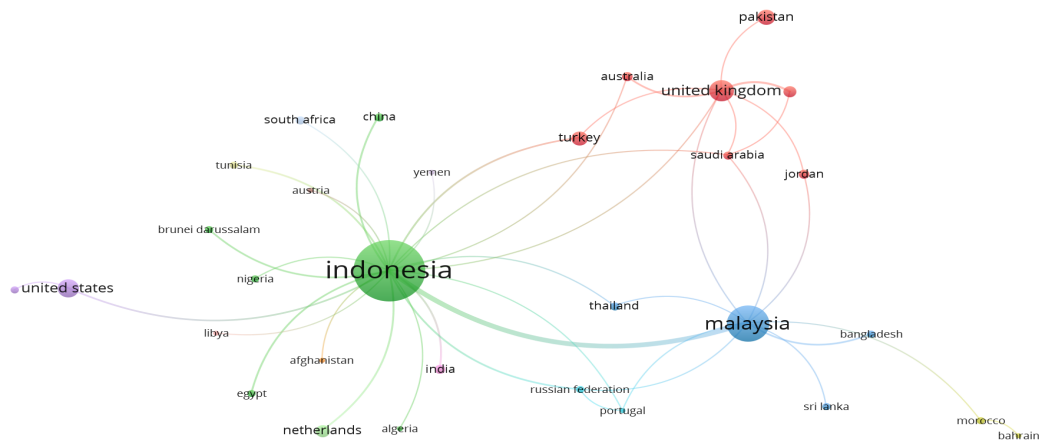 pakistan
australia
united kingdom
south africa
china
turkey
saudi arabia
tunisia
yemen
jordan
austria
brunei darussalam
indonesia
nigeria
united states
thailand
malaysia
libya
bangladesh
afghanistan
india
egypt
russian federation
sri lanka
portugal
netherlands
algeria
morocco
bahrain